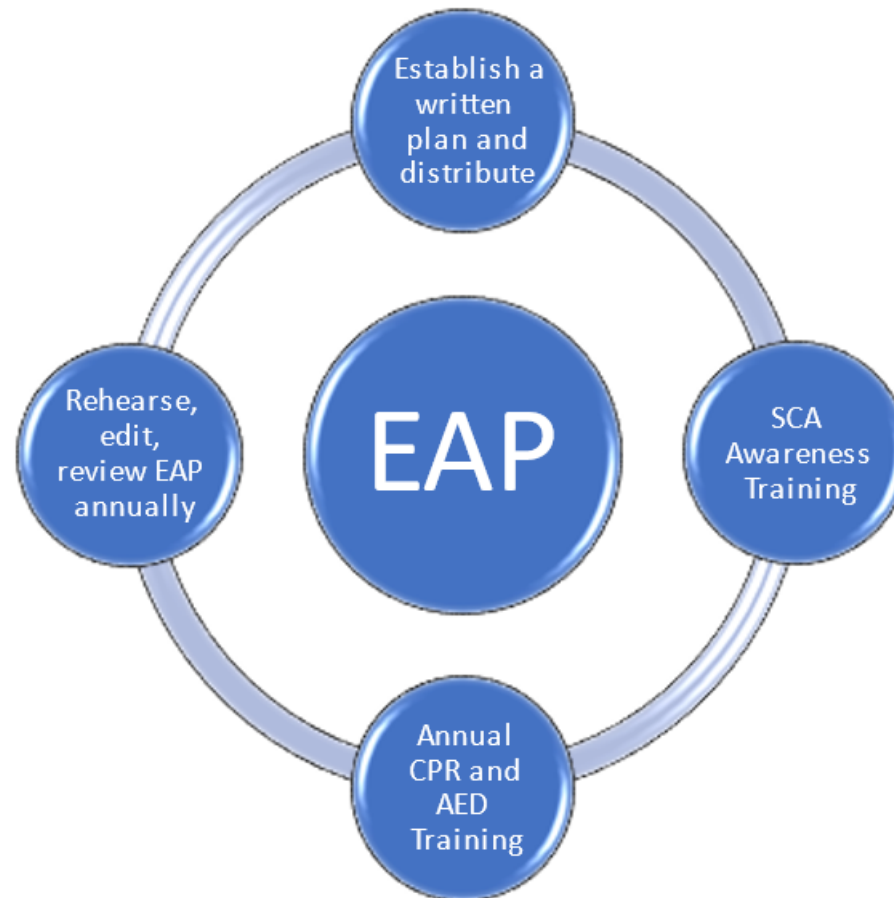 Establish a
written
plan and
distribute
Rehearse,
edit,
review EAP
annually
EAP
SCA
Awareness
Training
Annual
CPR and
AED
Training